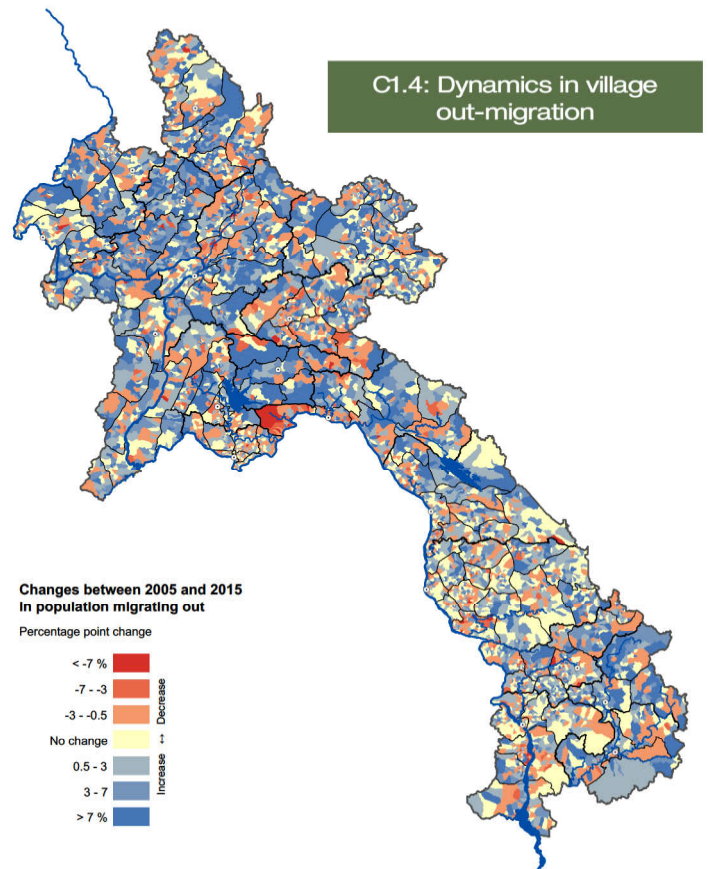 C1.4: Dynamics in village
out-migration
Changes between 2005 and 2015
in population migrating out
Percentage point change
< -7 %
-7 - -3
-3 - -0.5
No change
0.5 - 3
3 - 7
> 7 %
Decrease
↔
Increase